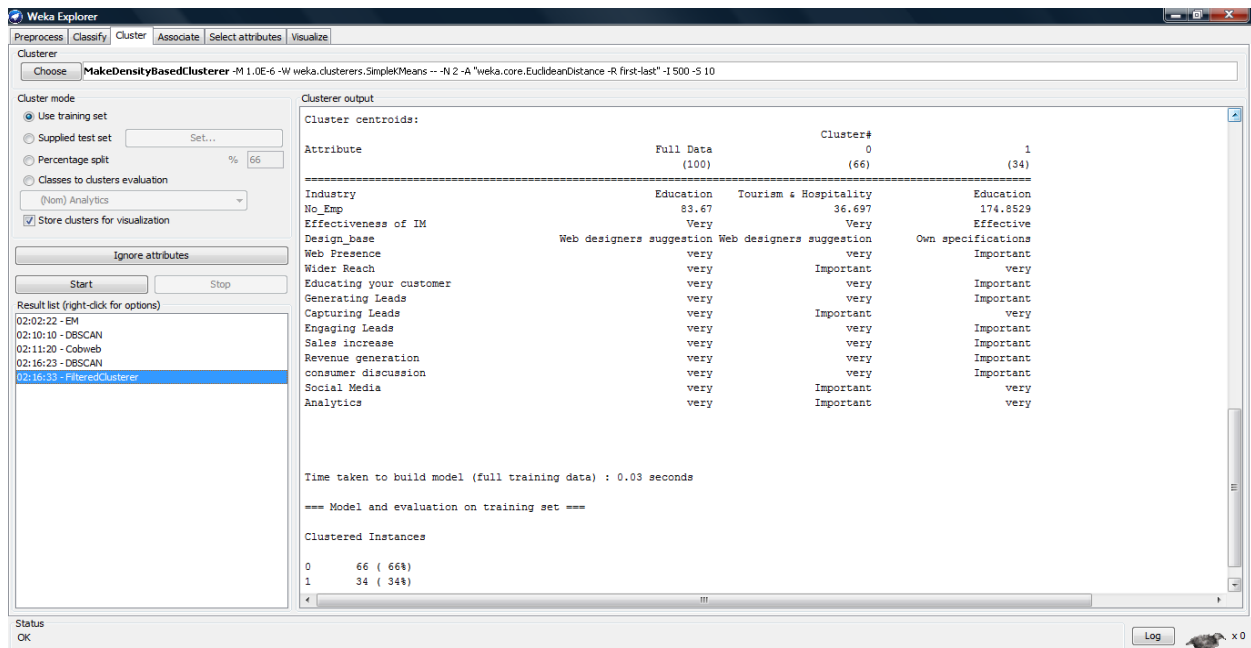 Weka Explorer
Preprocess Classify Cluster Associate Select attributes Visualize
Clusterer
Choose MakeDensityBasedClusterer -M 1.0E-6 -W weka.clusterers.SimpleKMeans -- -N 2 -A "weka.core.EuclideanDistance -R first-last" -I 500 -S 10
Cluster mode
Use training set
Supplied test set Set...
Percentage split % 66
Classes to clusters evaluation
(Nom) Analytics
Store clusters for visualization
Ignore attributes
Start Stop
Result list (right-click for options)
02:02:22 - EM
02:10:10 - DBSCAN
02:11:20 - Cobweb
02:16:23 - DBSCAN
02:16:33 - FilteredClusterer
Clusterer output
Cluster centroids:
Cluster#
Attribute Full Data 0 1
(100) (66) (34)
==========================================================================================================
Industry Education Tourism & Hospitality Education
No_Emp 83.67 36.697 174.8529
Effectiveness of IM Very Very Effective
Design_base Web designers suggestion Web designers suggestion Own specifications
Web Presence very very Important
Wider Reach very Important very
Educating your customer very very Important
Generating Leads very very Important
Capturing Leads very Important very
Engaging Leads very very Important
Sales increase very very Important
Revenue generation very very Important
consumer discussion very very Important
Social Media very Important very
Analytics very Important very
Time taken to build model (full training data) : 0.03 seconds
=== Model and evaluation on training set ===
Clustered Instances
0 66 ( 66%)
1 34 ( 34%)
Status
OK
Log x 0